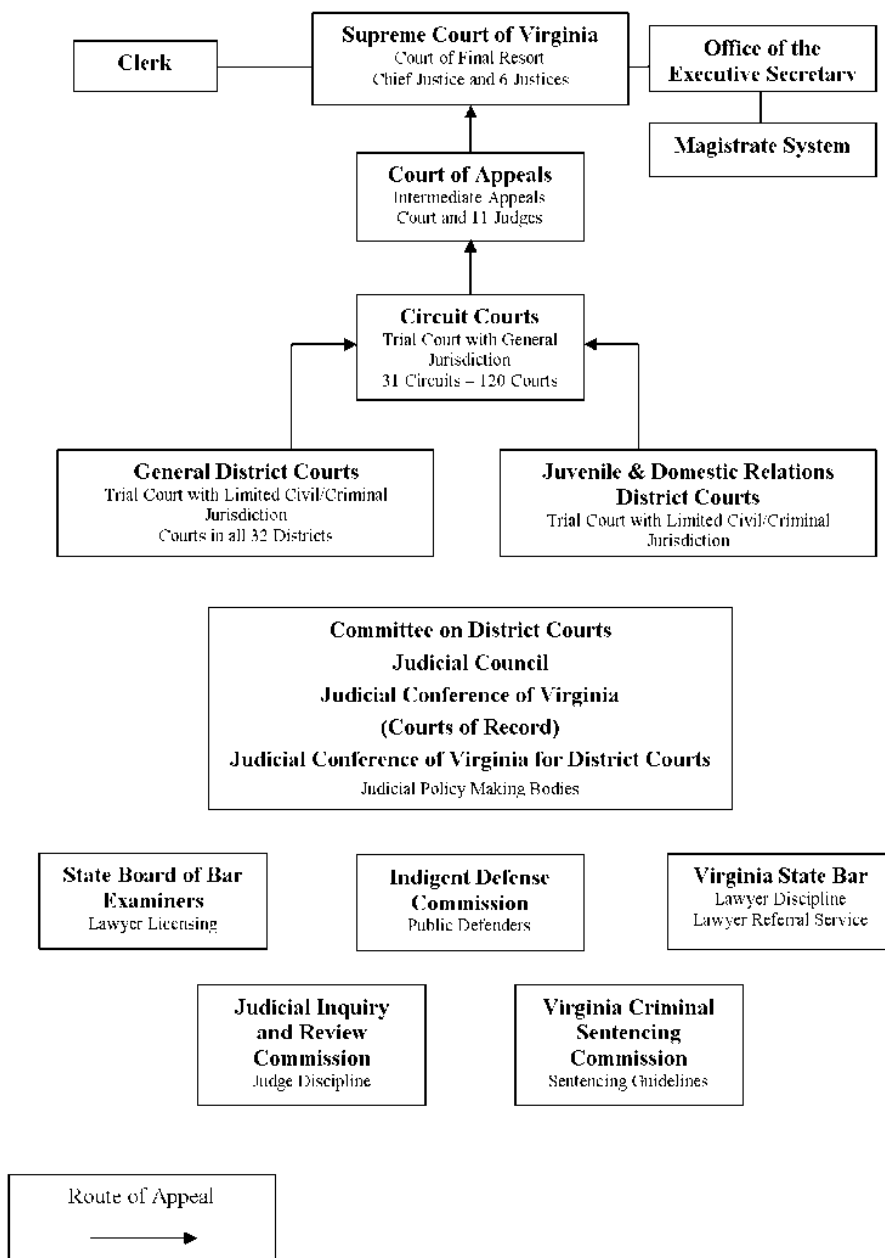 Supreme Court of Virginia
Court of Final Resort
Chief Justice and 6 Justices
Clerk
Office of the
Executive Secretary
Magistrate System
Court of Appeals
Intermediate Appeals
Court and 11 Judges
Circuit Courts
Trial Court with General
Jurisdiction
31 Circuits – 120 Courts
General District Courts
Trial Court with Limited Civil/Criminal
Jurisdiction
Courts in all 32 Districts
Juvenile & Domestic Relations
District Courts
Trial Court with Limited Civil/Criminal
Jurisdiction
Committee on District Courts
Judicial Council
Judicial Conference of Virginia
(Courts of Record)
Judicial Conference of Virginia for District Courts
Judicial Policy Making Bodies
State Board of Bar
Examiners
Lawyer Licensing
Indigent Defense
Commission
Public Defenders
Virginia State Bar
Lawyer Discipline
Lawyer Referral Service
Judicial Inquiry
and Review
Commission
Judge Discipline
Virginia Criminal
Sentencing
Commission
Sentencing Guidelines
Route of Appeal